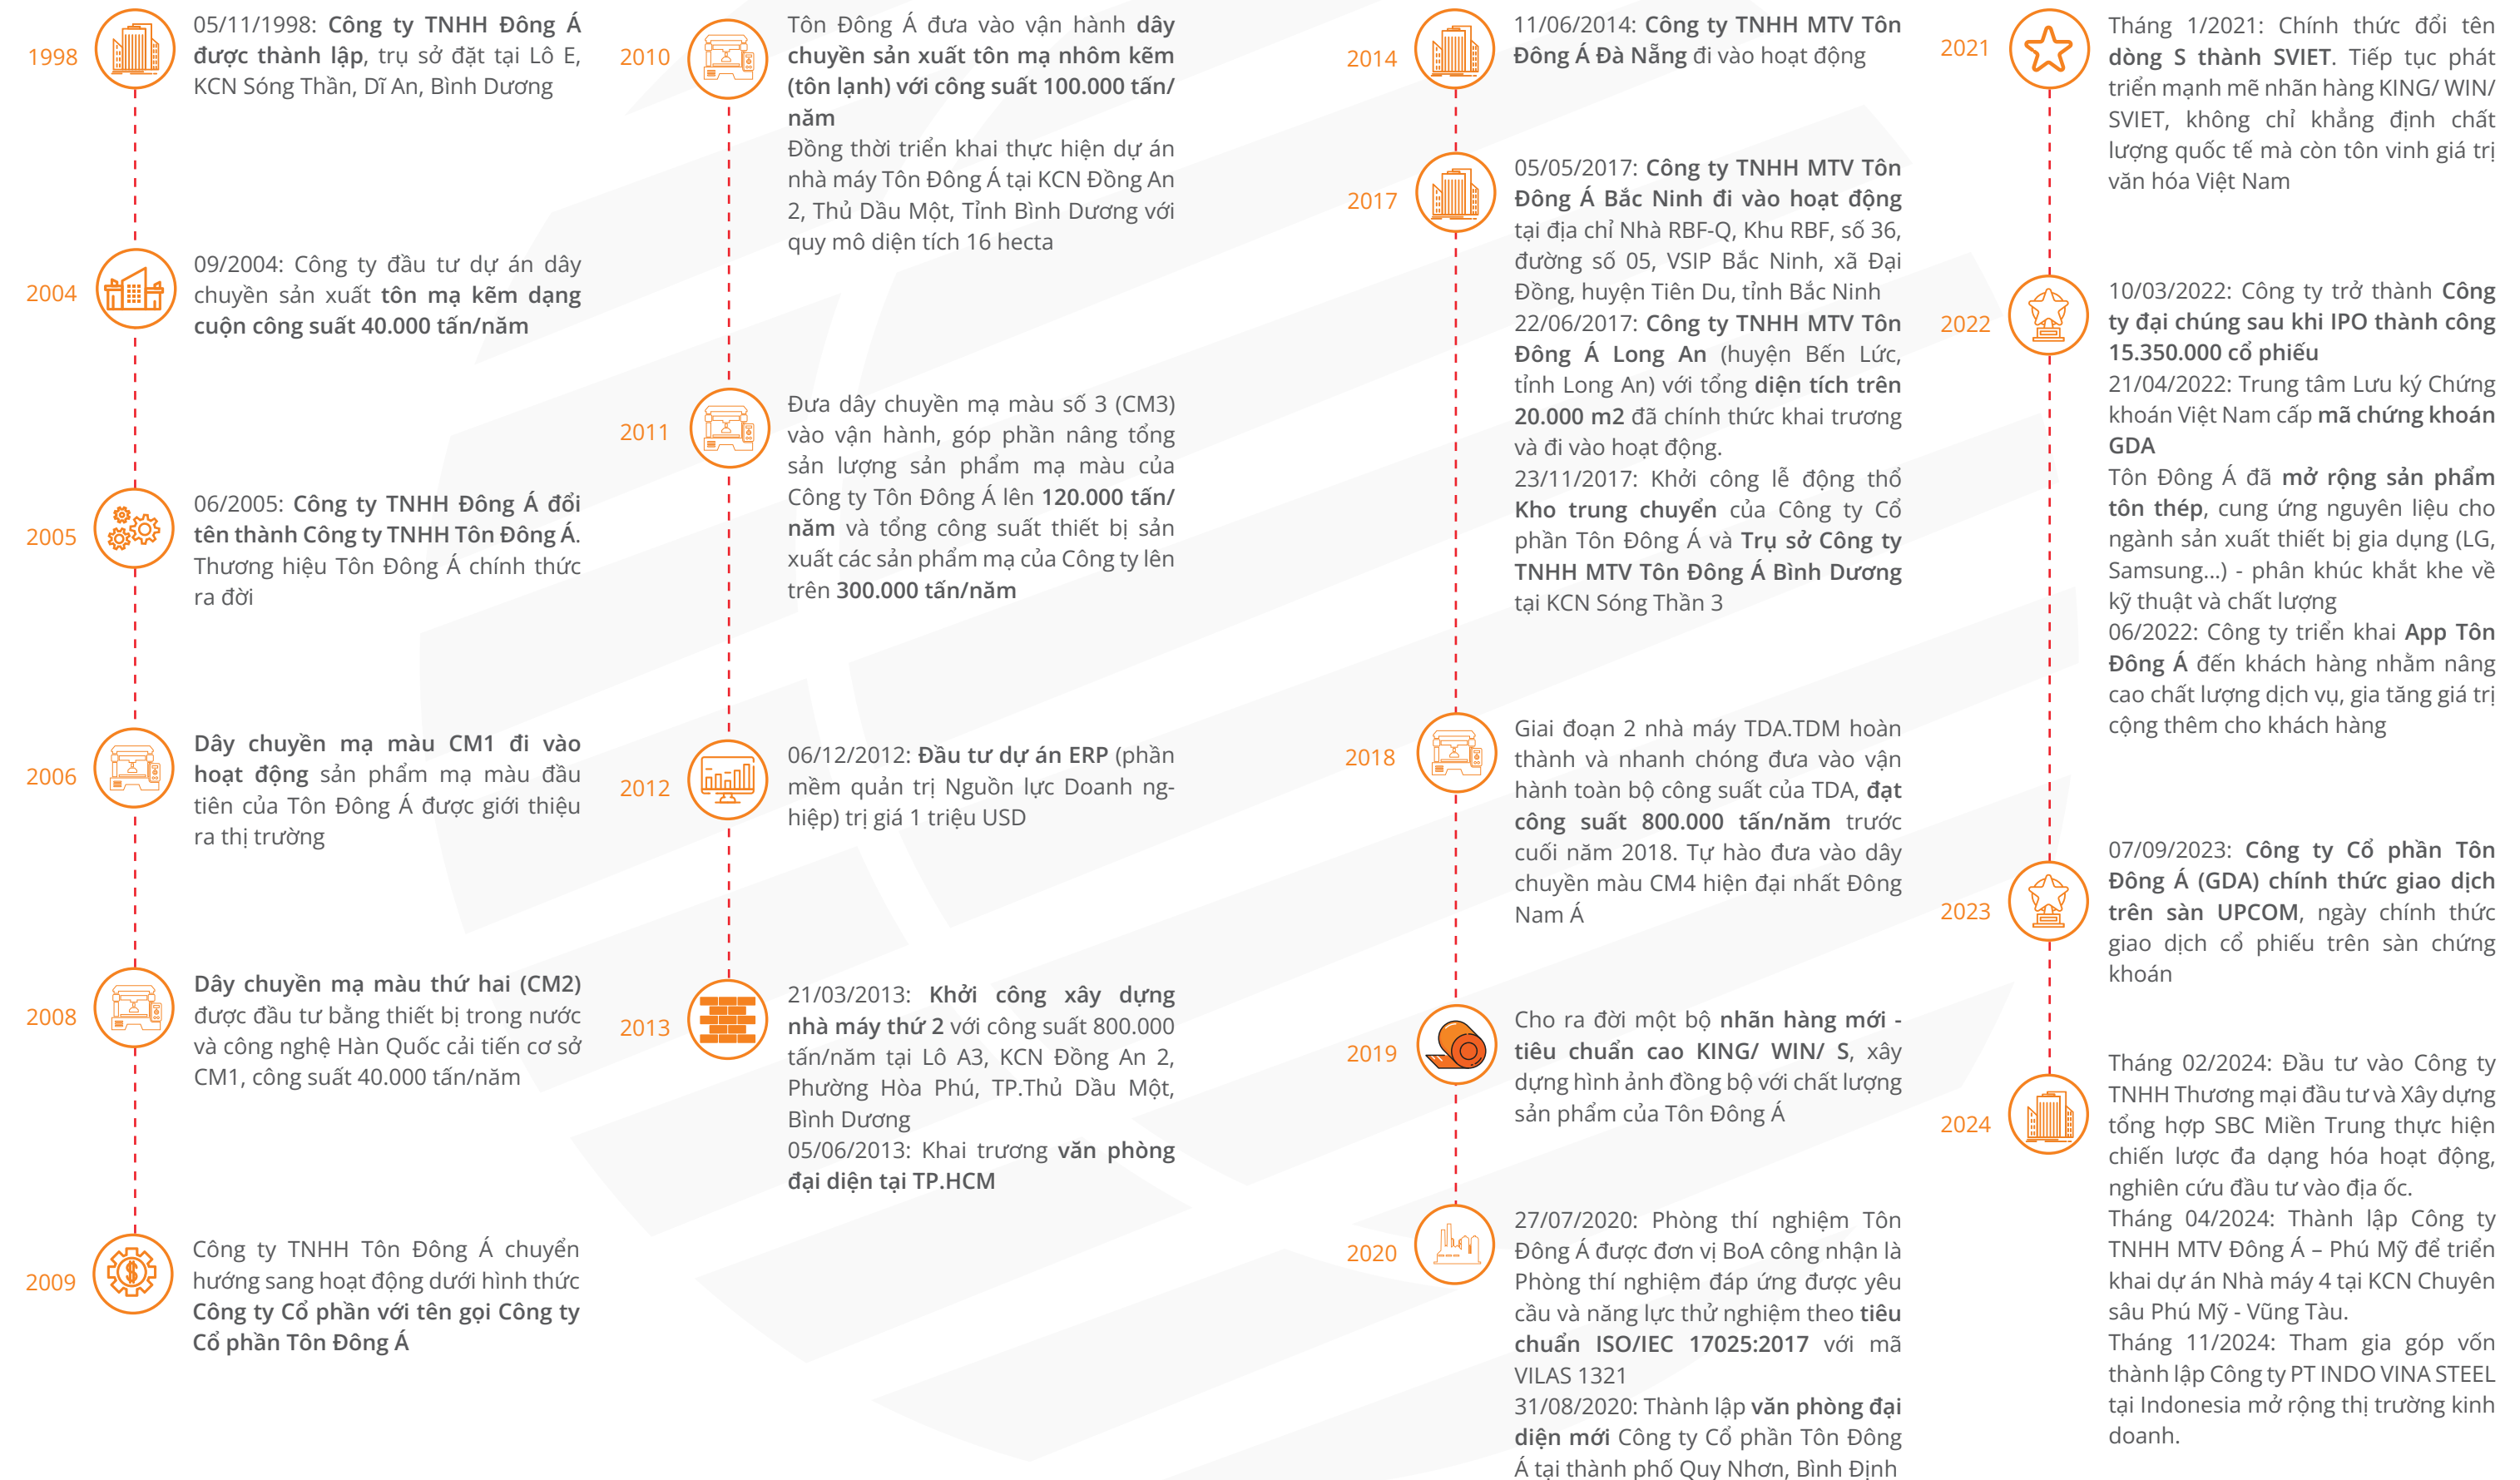 1998
05/11/1998: Công ty TNHH Đông Á
được thành lập, trụ sở đặt tại Lô E,
KCN Sóng Thần, Dĩ An, Bình Dương
2004
09/2004: Công ty đầu tư dự án dây
chuyền sản xuất tôn mạ kẽm dạng
cuộn công suất 40.000 tấn/năm
2005
06/2005: Công ty TNHH Đông Á đổi
tên thành Công ty TNHH Tôn Đông Á.
Thương hiệu Tôn Đông Á chính thức
ra đời
2006
Dây chuyền mạ màu CM1 đi vào
hoạt động sản phẩm mạ màu đầu
tiên của Tôn Đông Á được giới thiệu
ra thị trường
2008
Dây chuyền mạ màu thứ hai (CM2)
được đầu tư bằng thiết bị trong nước
và công nghệ Hàn Quốc cải tiến cơ sở
CM1, công suất 40.000 tấn/năm
2009
Công ty TNHH Tôn Đông Á chuyển
hướng sang hoạt động dưới hình thức
Công ty Cổ phần với tên gọi Công ty
Cổ phần Tôn Đông Á
2010
Tôn Đông Á đưa vào vận hành dây
chuyền sản xuất tôn mạ nhôm kẽm
(tôn lạnh) với công suất 100.000 tấn/
năm
Đồng thời triển khai thực hiện dự án
nhà máy Tôn Đông Á tại KCN Đồng An
2, Thủ Dầu Một, Tỉnh Bình Dương với
quy mô diện tích 16 hecta
2011
Đưa dây chuyền mạ màu số 3 (CM3)
vào vận hành, góp phần nâng tổng
sản lượng sản phẩm mạ màu của
Công ty Tôn Đông Á lên 120.000 tấn/
năm và tổng công suất thiết bị sản
xuất các sản phẩm mạ của Công ty lên
trên 300.000 tấn/năm
2012
06/12/2012: Đầu tư dự án ERP (phần
mềm quản trị Nguồn lực Doanh ng-
hiệp) trị giá 1 triệu USD
2013
21/03/2013: Khởi công xây dựng
nhà máy thứ 2 với công suất 800.000
tấn/năm tại Lô A3, KCN Đồng An 2,
Phường Hòa Phú, TP.Thủ Dầu Một,
Bình Dương
05/06/2013: Khai trương văn phòng
đại diện tại TP.HCM
2014
11/06/2014: Công ty TNHH MTV Tôn
Đông Á Đà Nẵng đi vào hoạt động
2017
05/05/2017: Công ty TNHH MTV Tôn
Đông Á Bắc Ninh đi vào hoạt động
tại địa chỉ Nhà RBF-Q, Khu RBF, số 36,
đường số 05, VSIP Bắc Ninh, xã Đại
Đồng, huyện Tiên Du, tỉnh Bắc Ninh
22/06/2017: Công ty TNHH MTV Tôn
Đông Á Long An (huyện Bến Lức,
tỉnh Long An) với tổng diện tích trên
20.000 m2 đã chính thức khai trương
và đi vào hoạt động.
23/11/2017: Khởi công lễ động thổ
Kho trung chuyển của Công ty Cổ
phần Tôn Đông Á và Trụ sở Công ty
TNHH MTV Tôn Đông Á Bình Dương
tại KCN Sóng Thần 3
2018
Giai đoạn 2 nhà máy TDA.TDM hoàn
thành và nhanh chóng đưa vào vận
hành toàn bộ công suất của TDA, đạt
công suất 800.000 tấn/năm trước
cuối năm 2018. Tự hào đưa vào dây
chuyền màu CM4 hiện đại nhất Đông
Nam Á
2019
Cho ra đời một bộ nhãn hàng mới -
tiêu chuẩn cao KING/ WIN/ S, xây
dựng hình ảnh đồng bộ với chất lượng
sản phẩm của Tôn Đông Á
2020
27/07/2020: Phòng thí nghiệm Tôn
Đông Á được đơn vị BoA công nhận là
Phòng thí nghiệm đáp ứng được yêu
cầu và năng lực thử nghiệm theo tiêu
chuẩn ISO/IEC 17025:2017 với mã
VILAS 1321
31/08/2020: Thành lập văn phòng đại
diện mới Công ty Cổ phần Tôn Đông
Á tại thành phố Quy Nhơn, Bình Định
2021
Tháng 1/2021: Chính thức đổi tên
dòng S thành SVIET. Tiếp tục phát
triển mạnh mẽ nhãn hàng KING/ WIN/
SVIET, không chỉ khẳng định chất
lượng quốc tế mà còn tôn vinh giá trị
văn hóa Việt Nam
2022
10/03/2022: Công ty trở thành Công
ty đại chúng sau khi IPO thành công
15.350.000 cổ phiếu
21/04/2022: Trung tâm Lưu ký Chứng
khoán Việt Nam cấp mã chứng khoán
GDA
Tôn Đông Á đã mở rộng sản phẩm
tôn thép, cung ứng nguyên liệu cho
ngành sản xuất thiết bị gia dụng (LG,
Samsung...) - phân khúc khắt khe về
kỹ thuật và chất lượng
06/2022: Công ty triển khai App Tôn
Đông Á đến khách hàng nhằm nâng
cao chất lượng dịch vụ, gia tăng giá trị
cộng thêm cho khách hàng
2023
07/09/2023: Công ty Cổ phần Tôn
Đông Á (GDA) chính thức giao dịch
trên sàn UPCOM, ngày chính thức
giao dịch cổ phiếu trên sàn chứng
khoán
2024
Tháng 02/2024: Đầu tư vào Công ty
TNHH Thương mại đầu tư và Xây dựng
tổng hợp SBC Miền Trung thực hiện
chiến lược đa dạng hóa hoạt động,
nghiên cứu đầu tư vào địa ốc.
Tháng 04/2024: Thành lập Công ty
TNHH MTV Đông Á – Phú Mỹ để triển
khai dự án Nhà máy 4 tại KCN Chuyên
sâu Phú Mỹ - Vũng Tàu.
Tháng 11/2024: Tham gia góp vốn
thành lập Công ty PT INDO VINA STEEL
tại Indonesia mở rộng thị trường kinh
doanh.